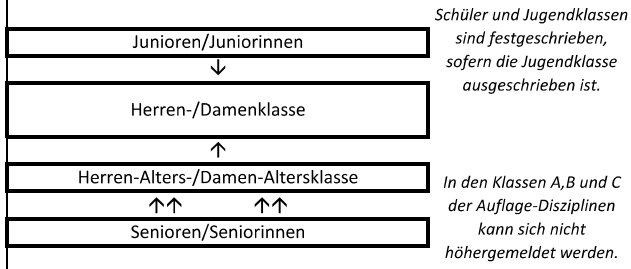 Schüler und Jugendklassen
sind festgeschrieben,
sofern die Jugendklasse
ausgeschrieben ist.
Junioren/Juniorinnen
Herren-/Damenklasse
Herren-Alters-/Damen-Altersklasse
Senioren/Seniorinnen
In den Klassen A,B und C
der Auflage-Disziplinen
kann sich nicht
höhergemeldet werden.